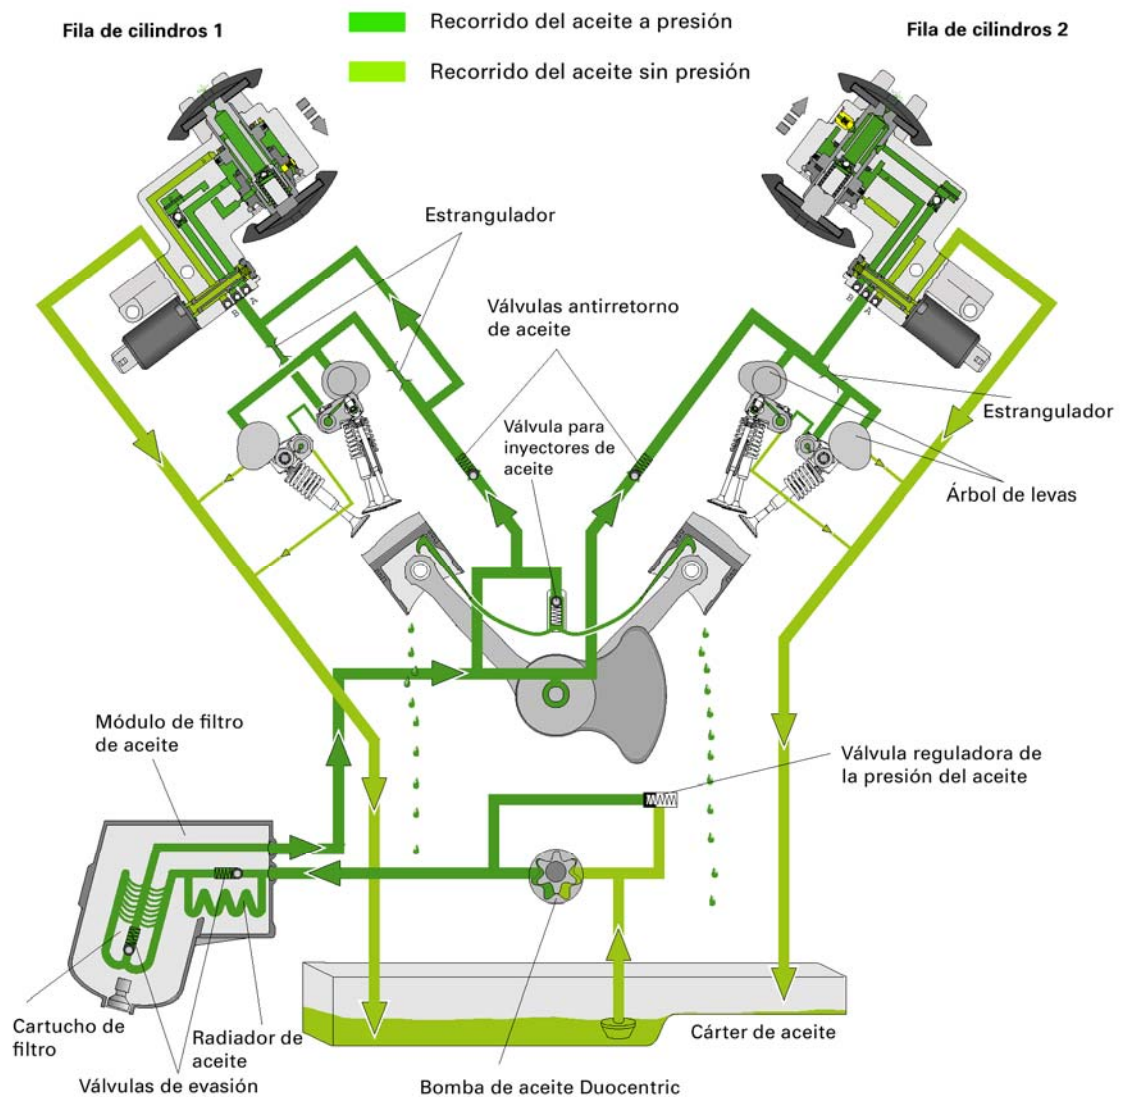 Fila de cilindros 1
Recorrido del aceite a presión
Recorrido del aceite sin presión
Fila de cilindros 2
Estrangulador
Válvulas antirretorno
de aceite
Válvula para
inyectores de
aceite
B
A
B
A
Estrangulador
Árbol de levas
Módulo de filtro
de aceite
Válvula reguladora de
la presión del aceite
Cartucho de
filtro
Radiador de
aceite
Válvulas de evasión
Cárter de aceite
Bomba de aceite Duocentric